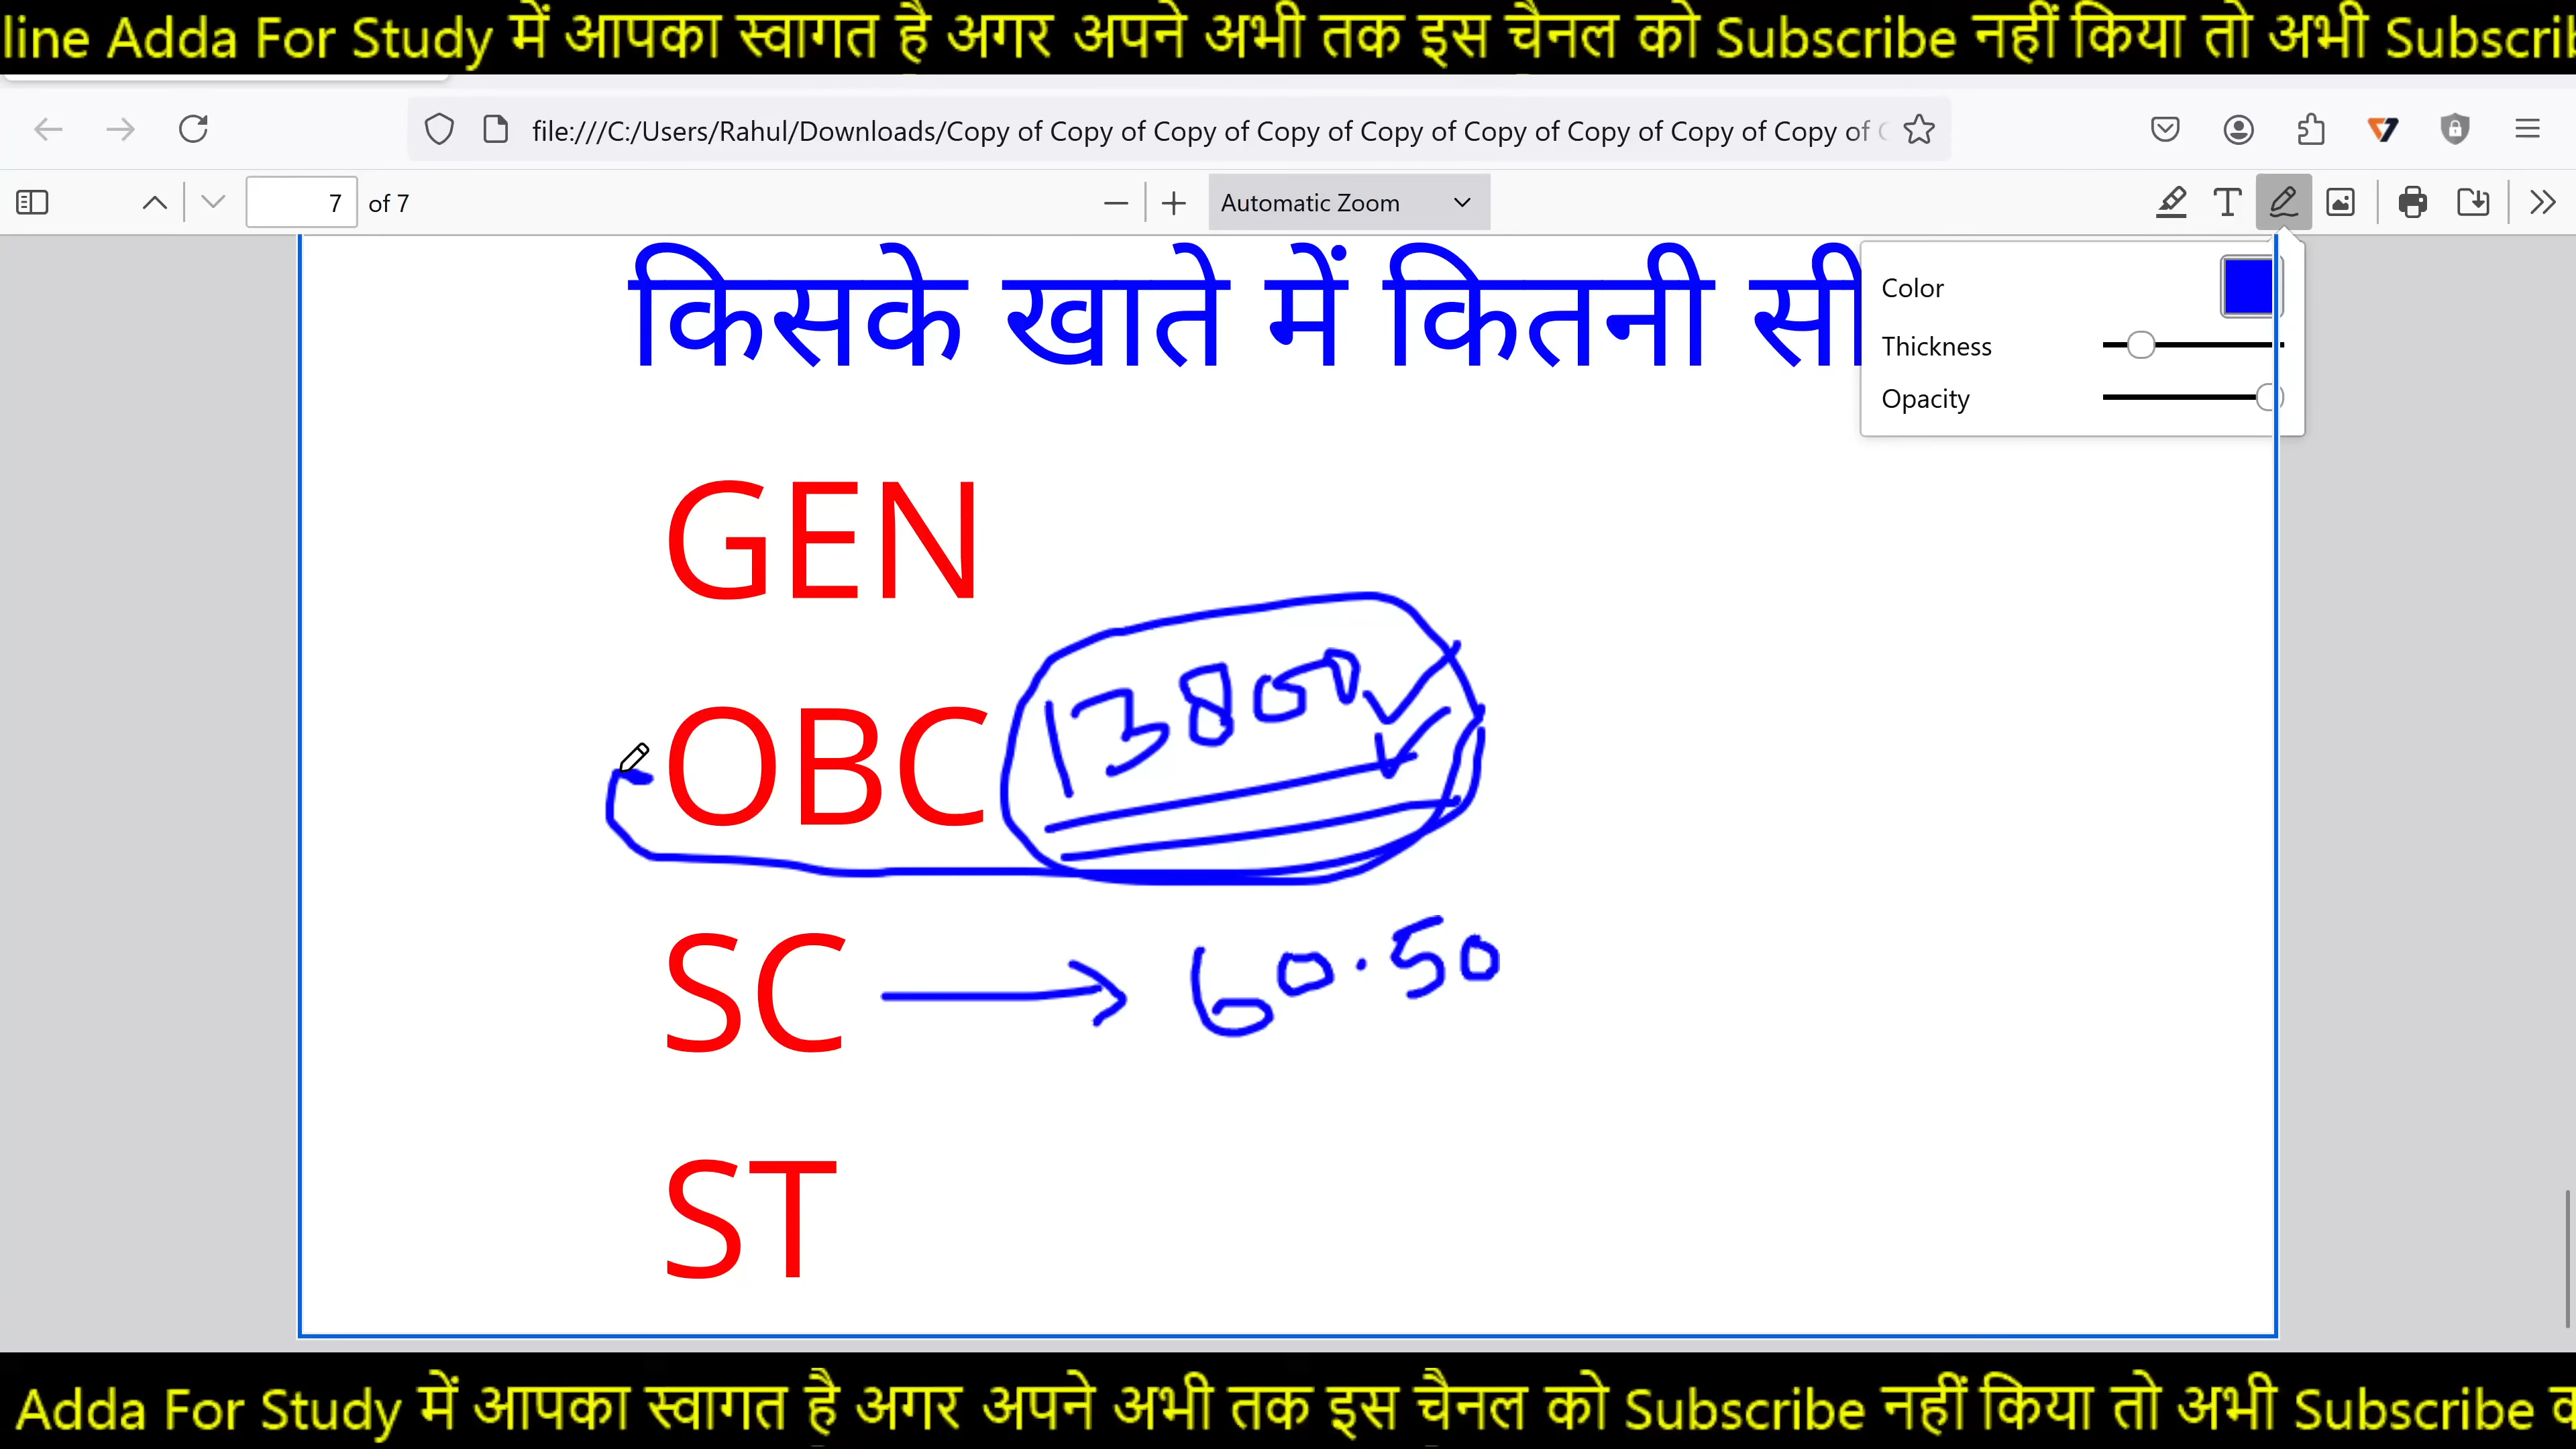 line Adda For Study में आपका स्वागत है अगर अपने अभी तक इस चैनल को Subscribe नहीं किया तो अभी Subscrib
file:///C:/Users/Rahul/Downloads/Copy of Copy of Copy of Copy of Copy of Copy of Copy of Copy of Copy of
7 of 7
Automatic Zoom
किसके खाते में कितनी सी
Color
Thickness
Opacity
GEN
OBC 13800
SC 60.50
ST
Adda For Study में आपका स्वागत है अगर अपने अभी तक इस चैनल को Subscribe नहीं किया तो अभी Subscribe